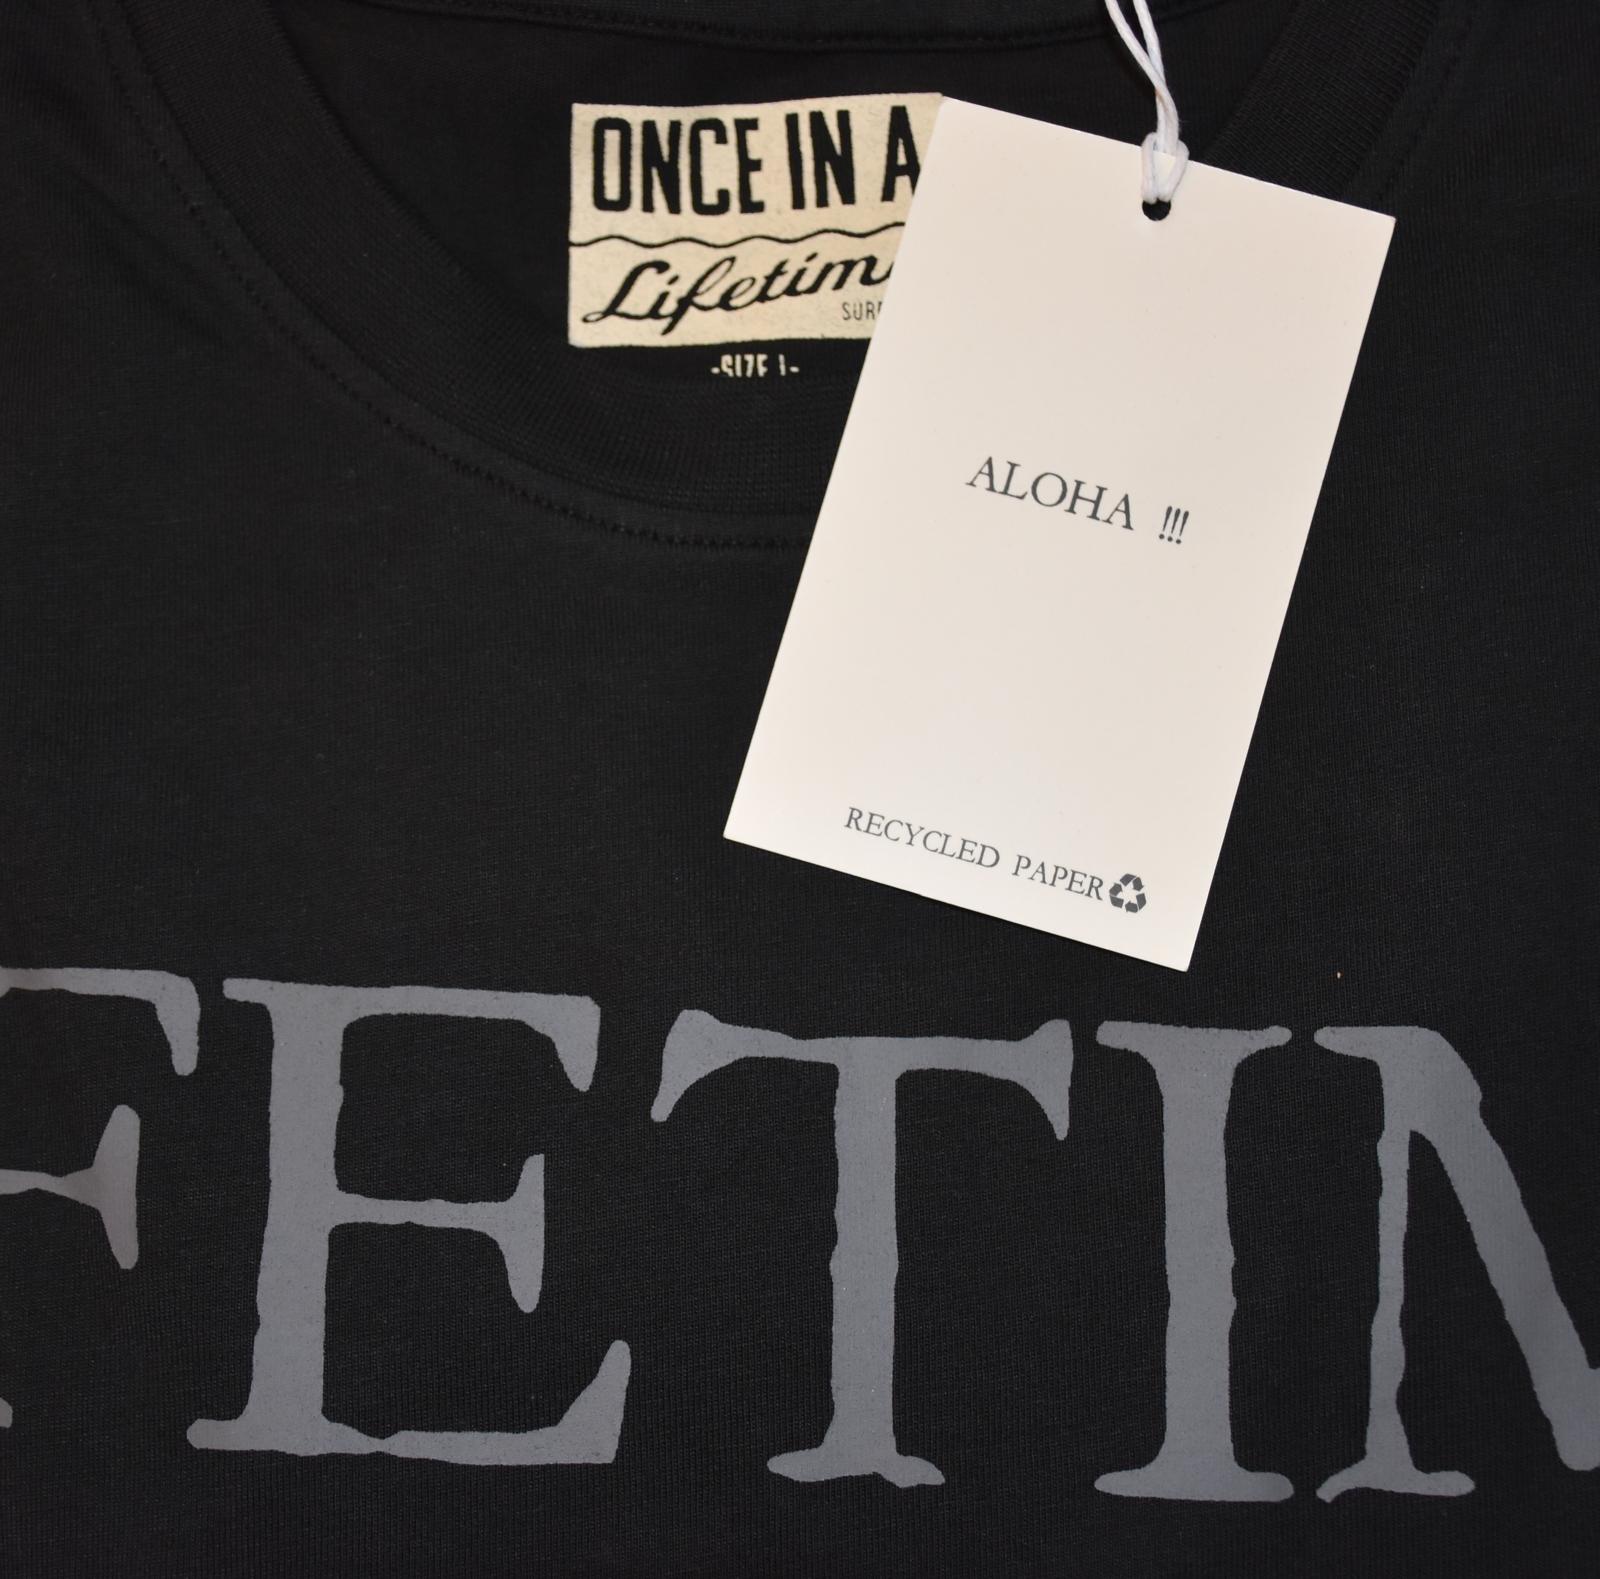 ONCE IN A
Lifetim
SURF
-SIZE L-
ALOHA !!!
RECYCLED PAPER♻
FETIM